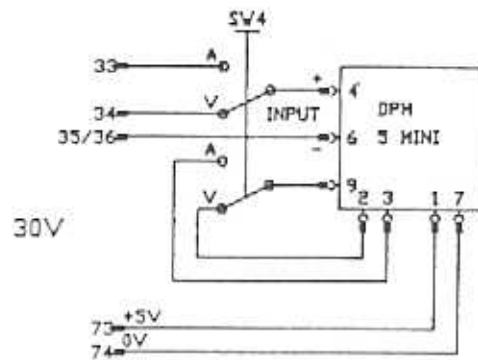 SW4
A
33
+ 4
V
34
INPUT
DPM
35/36
6
5 MINI
-
A
9
V
2 3 1 7
30V
+5V
73
0V
74